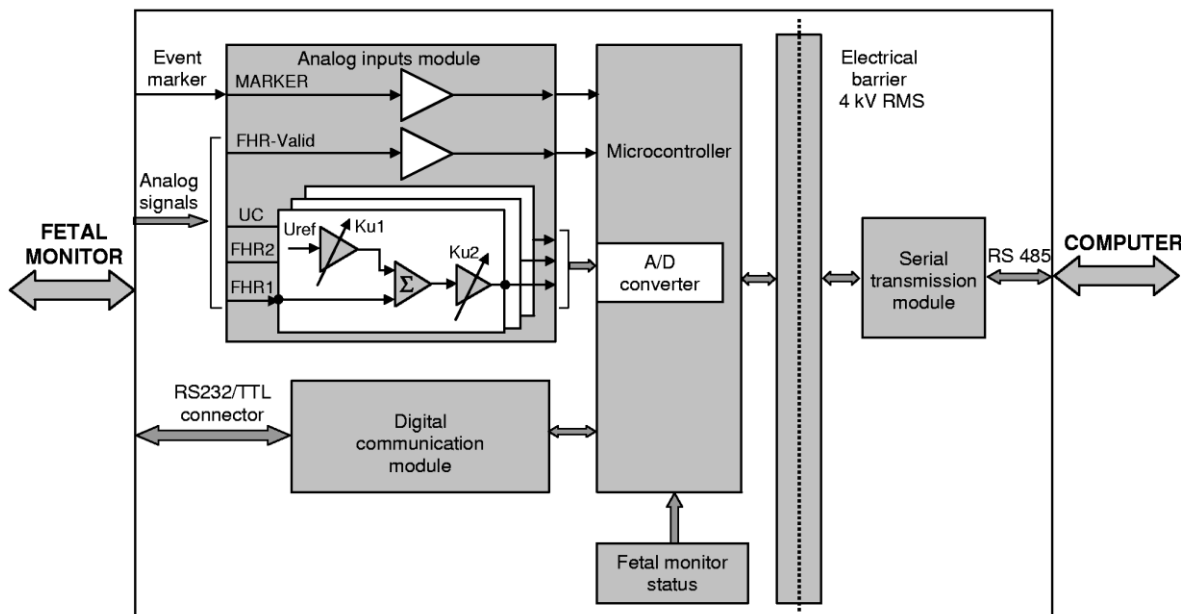 Event
marker
Analog inputs module
MARKER
FHR-Valid
Analog
signals
UC
FHR2
FHR1
Uref
Ku1
Σ
Ku2
FETAL
MONITOR
Microcontroller
A/D
converter
Electrical
barrier
4 kV RMS
Serial
transmission
module
RS 485
COMPUTER
RS232/TTL
connector
Digital
communication
module
Fetal monitor
status